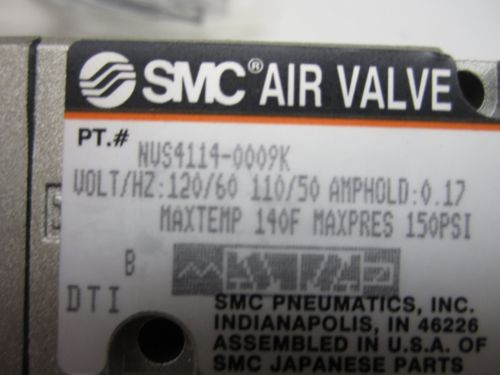 SMC® AIR VALVE
PT.# NVS4114-0009K
VOLT/HZ:120/60 110/50 AMPHOLD:0.17
MAXTEMP 140F MAXPRES 150PSI
B
DTI
SMC PNEUMATICS, INC.
INDIANAPOLIS, IN 46226
ASSEMBLED IN U.S.A. OF
SMC JAPANESE PARTS